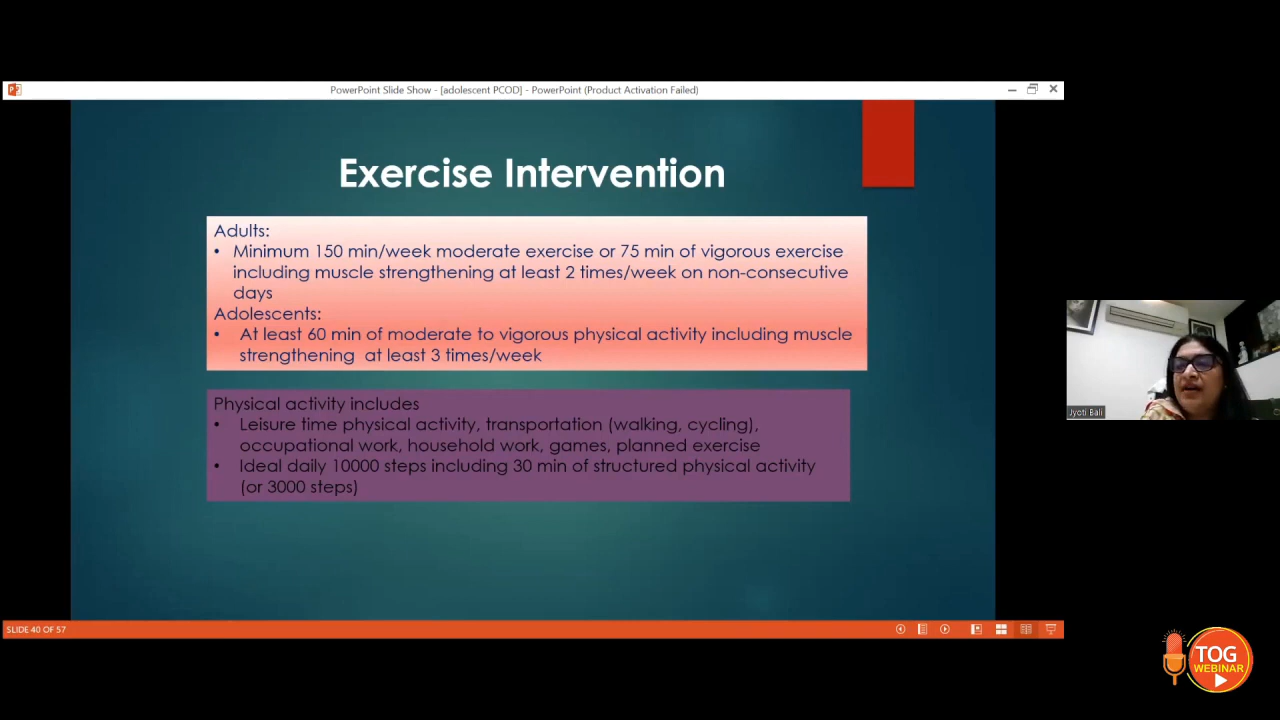 PowerPoint Slide Show - [adolescent PCOD] - PowerPoint (Product Activation Failed)
Exercise Intervention
Adults:
• Minimum 150 min/week moderate exercise or 75 min of vigorous exercise
including muscle strengthening at least 2 times/week on non-consecutive
days
Adolescents:
• At least 60 min of moderate to vigorous physical activity including muscle
strengthening at least 3 times/week
Physical activity includes
• Leisure time physical activity, transportation (walking, cycling),
occupational work, household work, games, planned exercise
• Ideal daily 10000 steps including 30 min of structured physical activity
(or 3000 steps)
Jyoti Bali
SLIDE 40 OF 57
TOG
WEBINAR